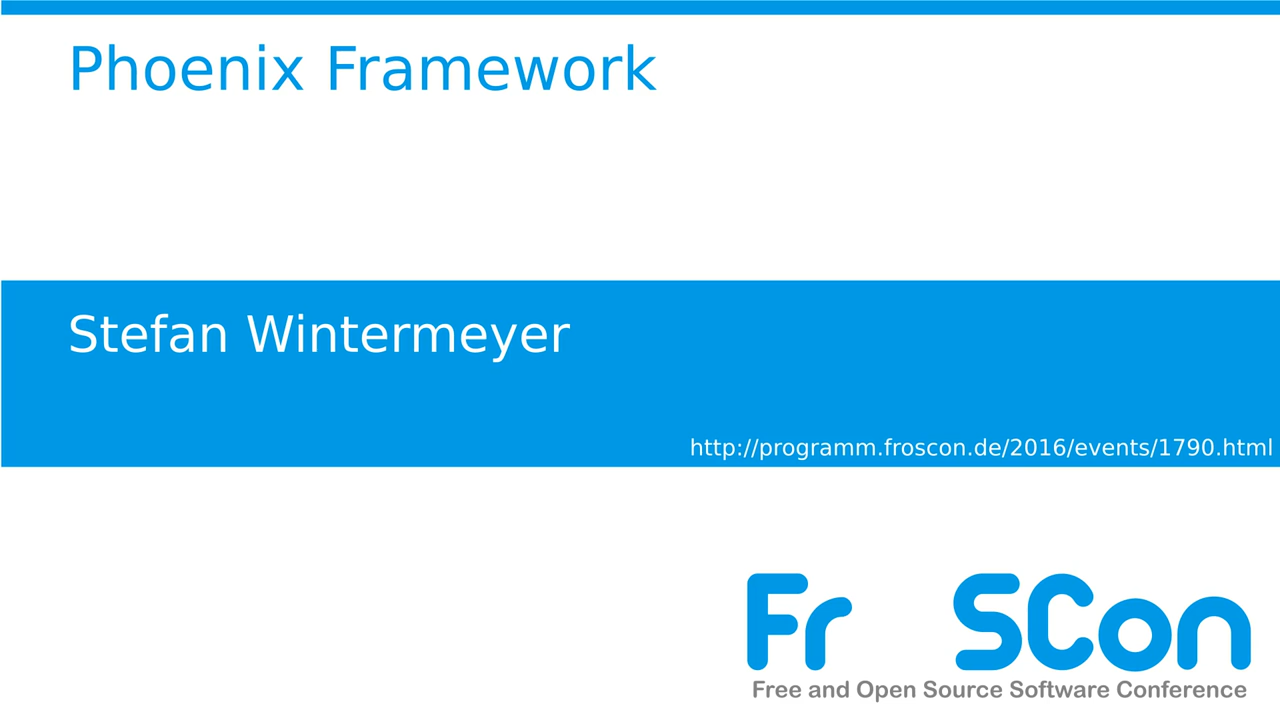 Phoenix Framework
Stefan Wintermeyer
http://programm.froscon.de/2016/events/1790.html
Fr SCon
Free and Open Source Software Conference